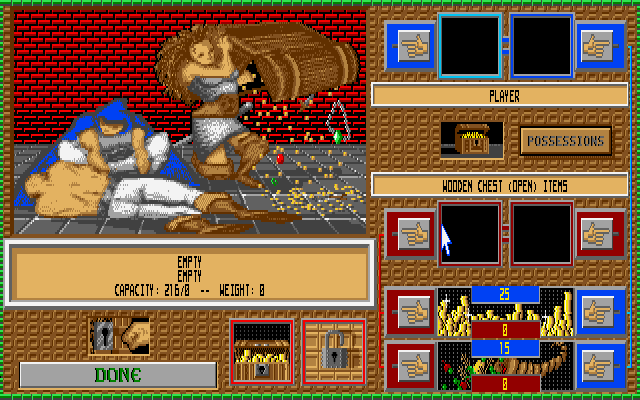 PLAYER
POSSESSIONS
WOODEN CHEST (OPEN) ITEMS
EMPTY
EMPTY
CAPACITY: 216/0 -- WEIGHT: 0
25
0
15
0
DONE